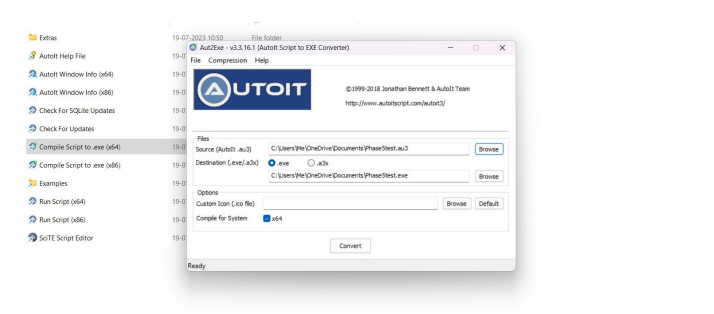 Extras 19-07-2023 10:50 File folder
Aut2Exe - v3.3.16.1 (AutoIt Script to EXE Converter)
AutoIt Help File 19-0
File Compression Help
AutoIt Window Info (x64) 19-0
AUTOIT
©1999-2018 Jonathan Bennett & AutoIt Team
AutoIt Window Info (x86) 19-0
http://www.autoitscript.com/autoit3/
Check For SQLite Updates 19-0
Check For Updates 19-0
Files
Compile Script to .exe (x64) 19-0
Source (AutoIt .au3) C:\Users\Me\OneDrive\Documents\Phase5test.au3 Browse
Compile Script to .exe (x86) 19-0
Destination (.exe/.a3x) .exe .a3x
C:\Users\Me\OneDrive\Documents\Phase5test.exe Browse
Examples 19-0
Options
Run Script (x64) 19-0
Custom Icon (.ico file) Browse Default
Run Script (x86) 19-0
Compile for System x64
SciTE Script Editor 19-0
Convert
Ready